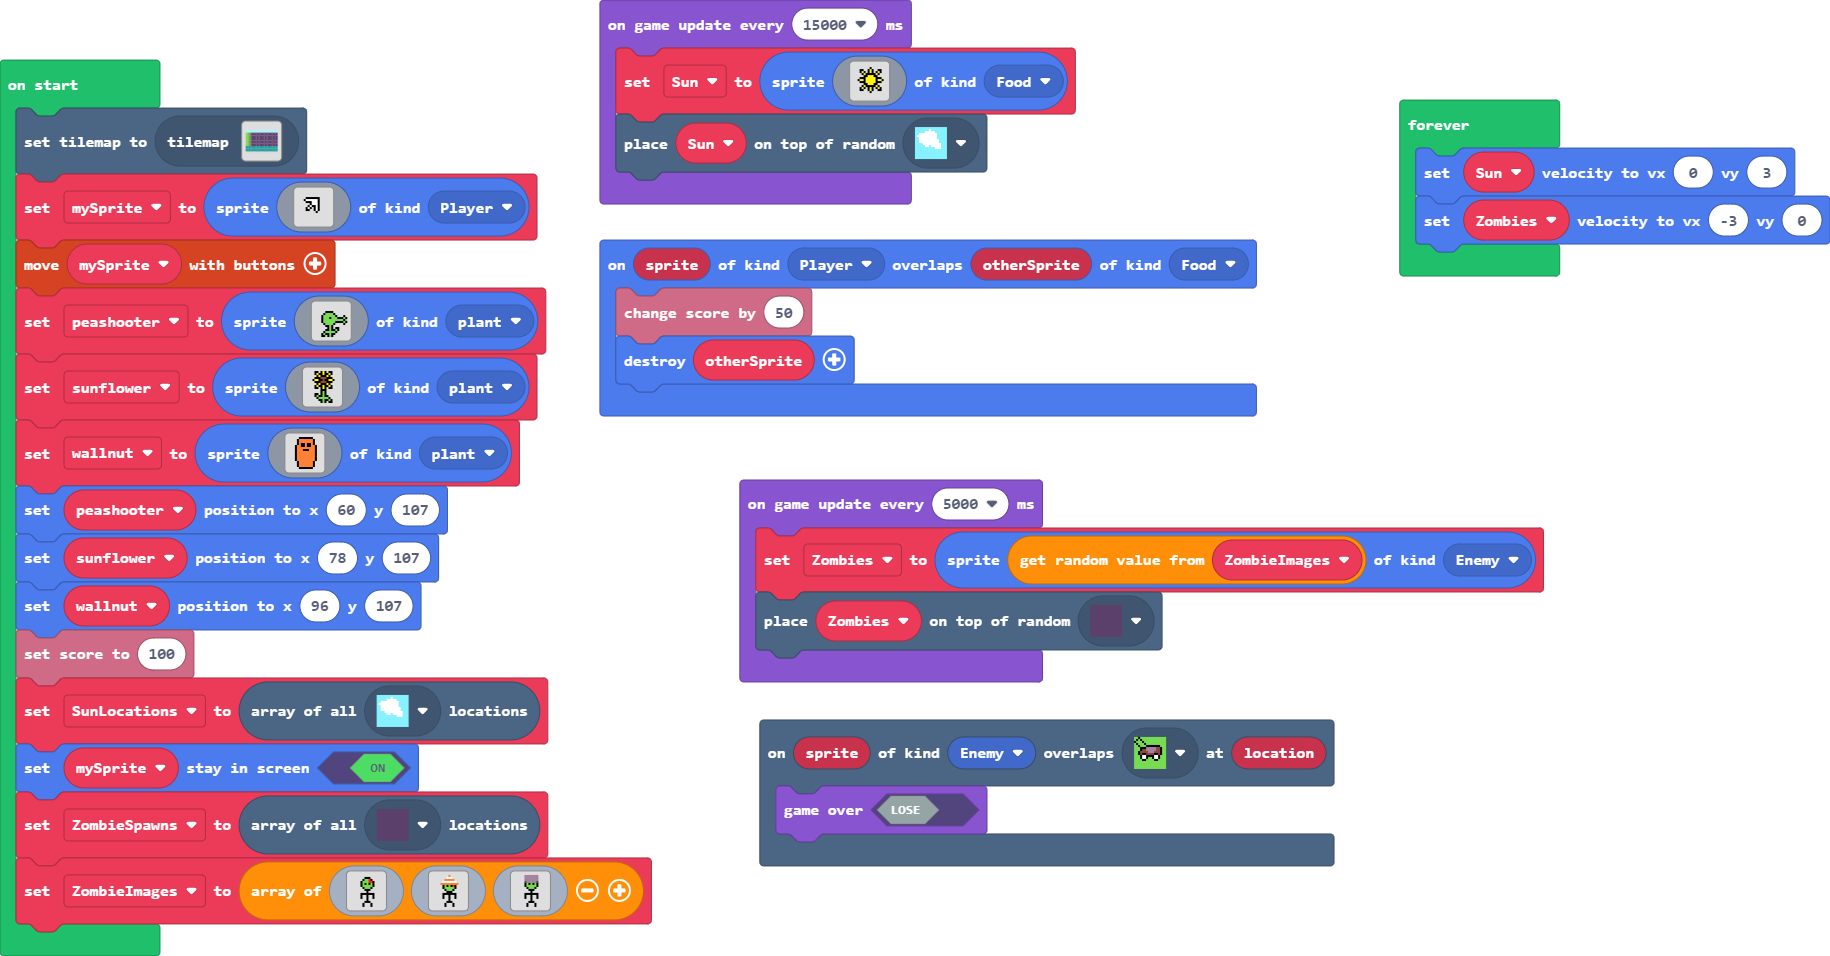 on start
set tilemap to tilemap
set mySprite to sprite of kind Player
move mySprite with buttons
set peashooter to sprite of kind plant
set sunflower to sprite of kind plant
set wallnut to sprite of kind plant
set peashooter position to x 60 y 107
set sunflower position to x 78 y 107
set wallnut position to x 96 y 107
set score to 100
set SunLocations to array of all locations
set mySprite stay in screen ON
set ZombieSpawns to array of all locations
set ZombieImages to array of
on game update every 15000 ms
set Sun to sprite of kind Food
place Sun on top of random
on sprite of kind Player overlaps otherSprite of kind Food
change score by 50
destroy otherSprite
on game update every 5000 ms
set Zombies to sprite get random value from ZombieImages of kind Enemy
place Zombies on top of random
on sprite of kind Enemy overlaps at location
game over LOSE
forever
set Sun velocity to vx 0 vy 3
set Zombies velocity to vx -3 vy 0